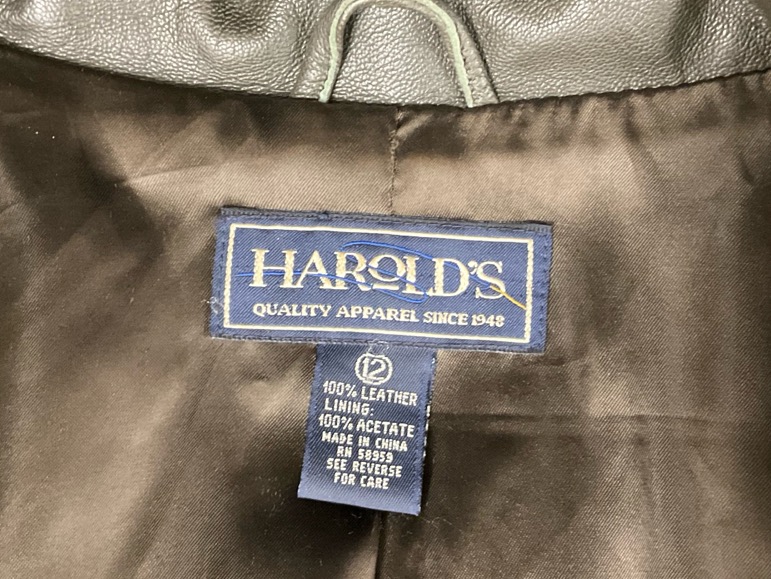 HAROLD'S
QUALITY APPAREL SINCE 1948
12
100% LEATHER
LINING:
100% ACETATE
MADE IN CHINA
RN 58959
SEE REVERSE
FOR CARE